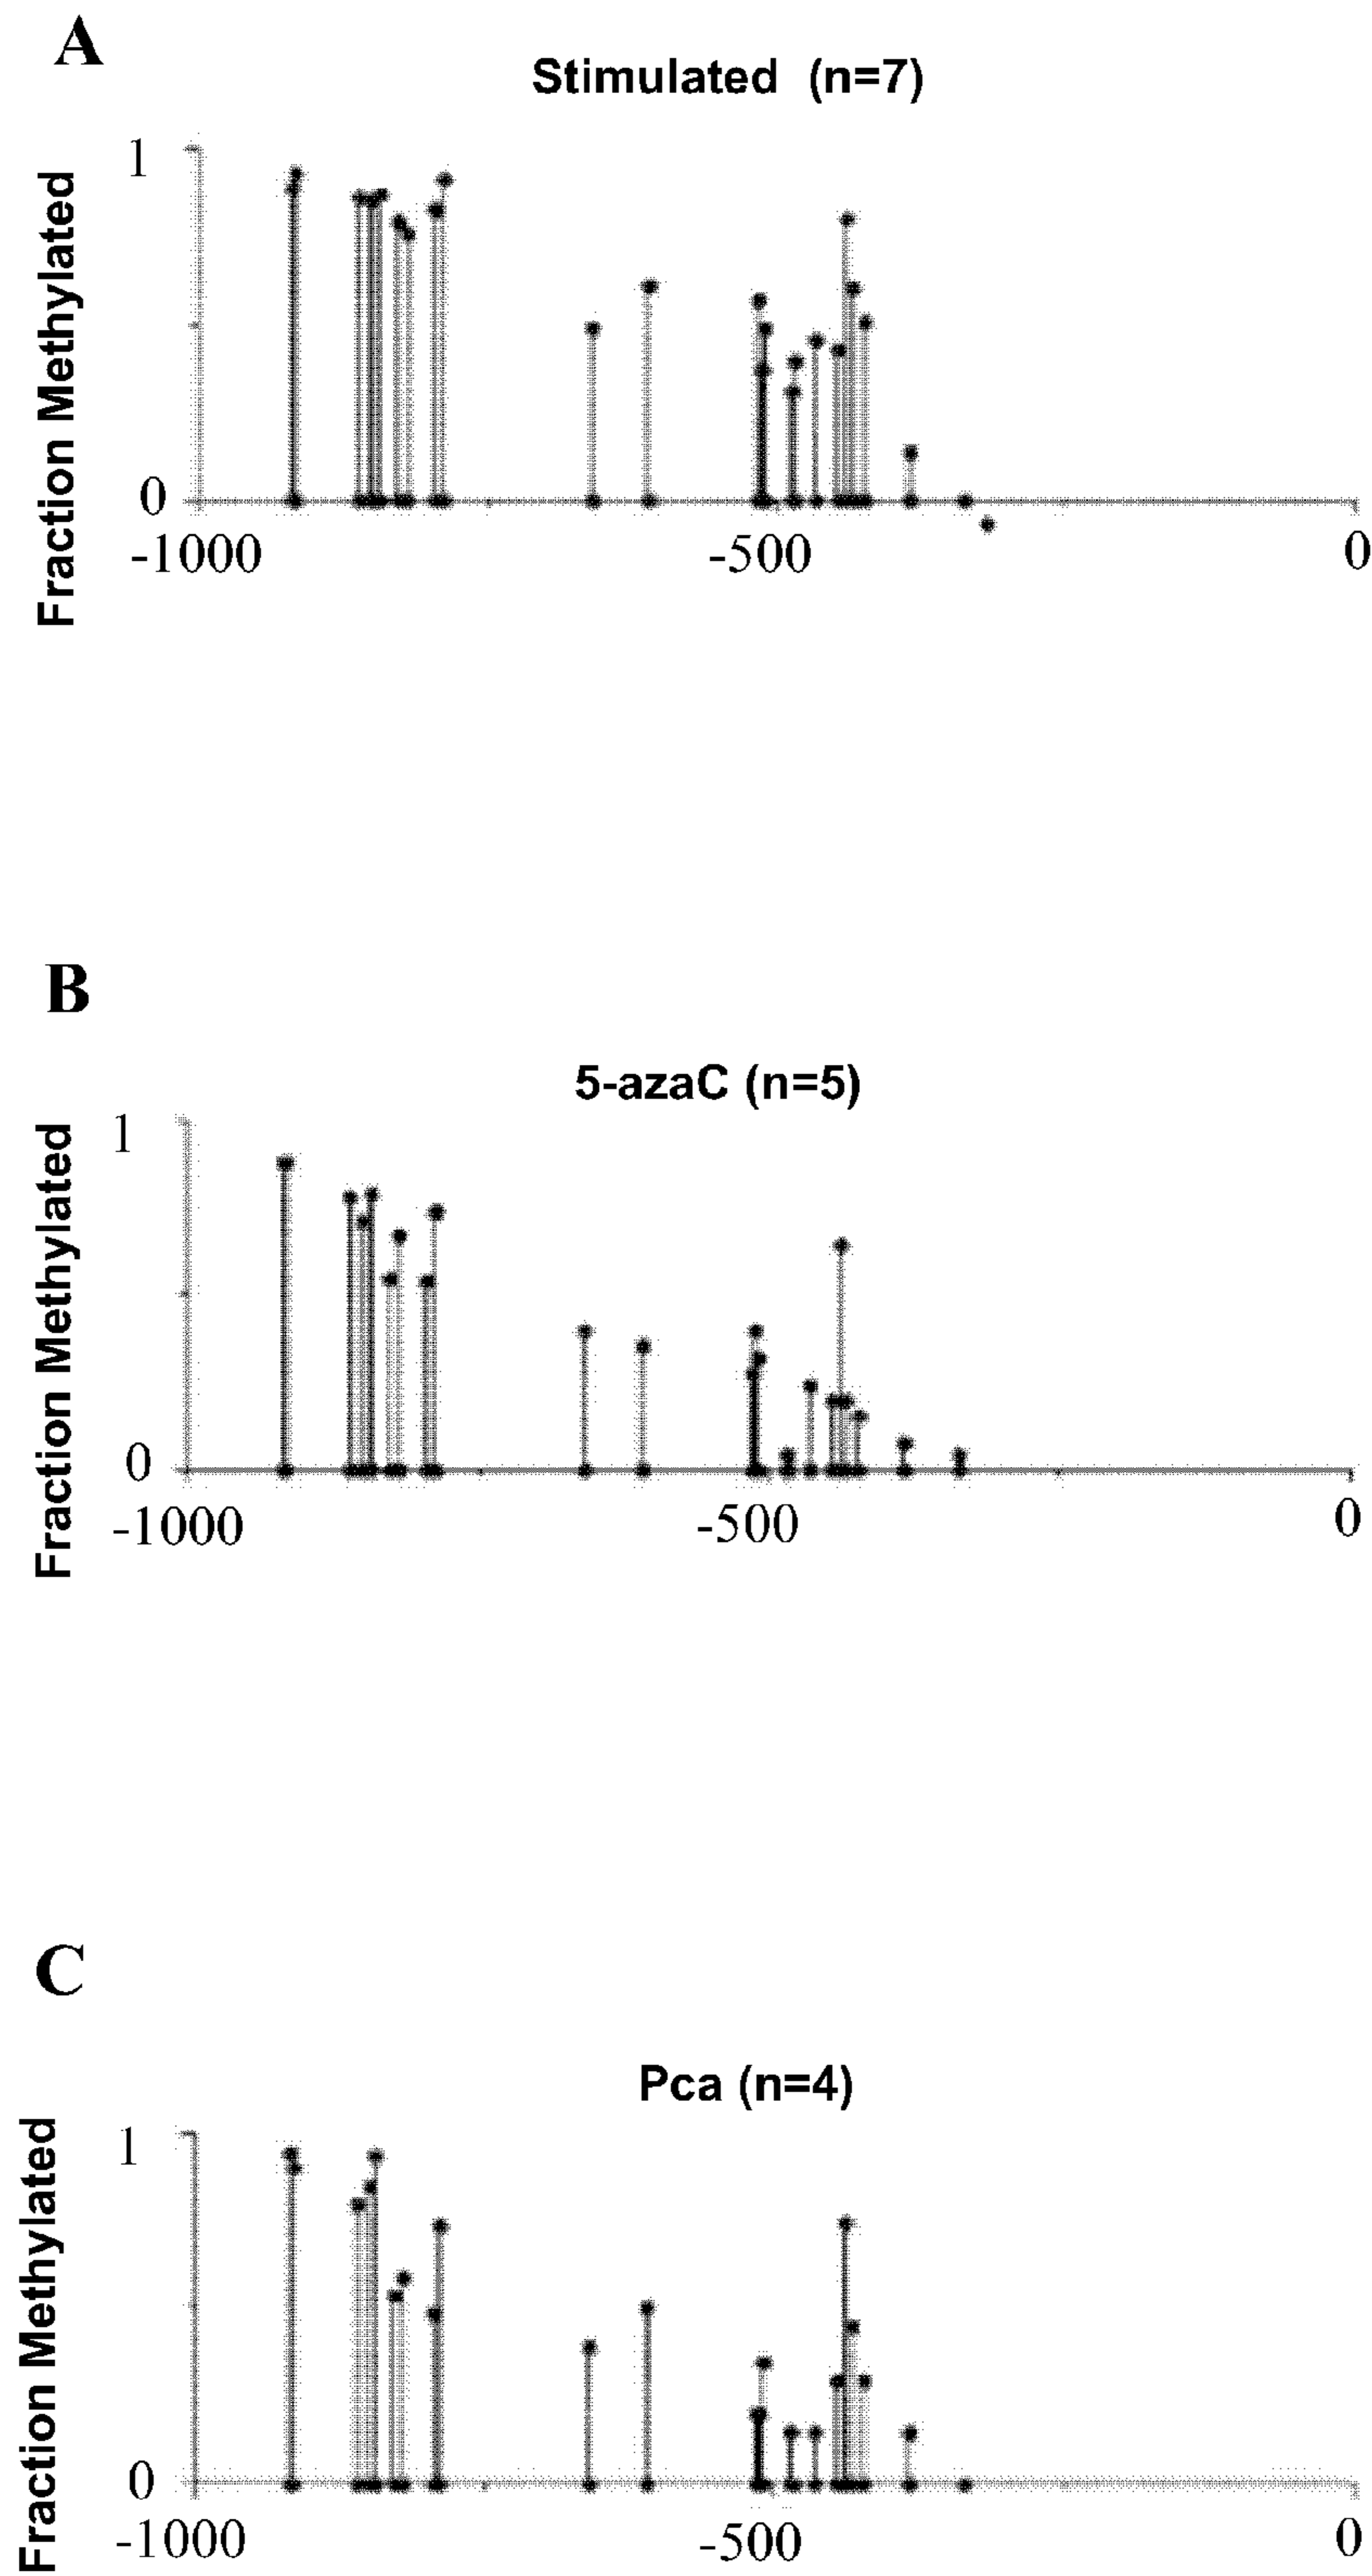 A
Stimulated (n=7)
Fraction Methylated
1
0
-1000
-500
0
B
5-azaC (n=5)
Fraction Methylated
1
0
-1000
-500
0
C
Pca (n=4)
Fraction Methylated
1
0
-1000
-500
0